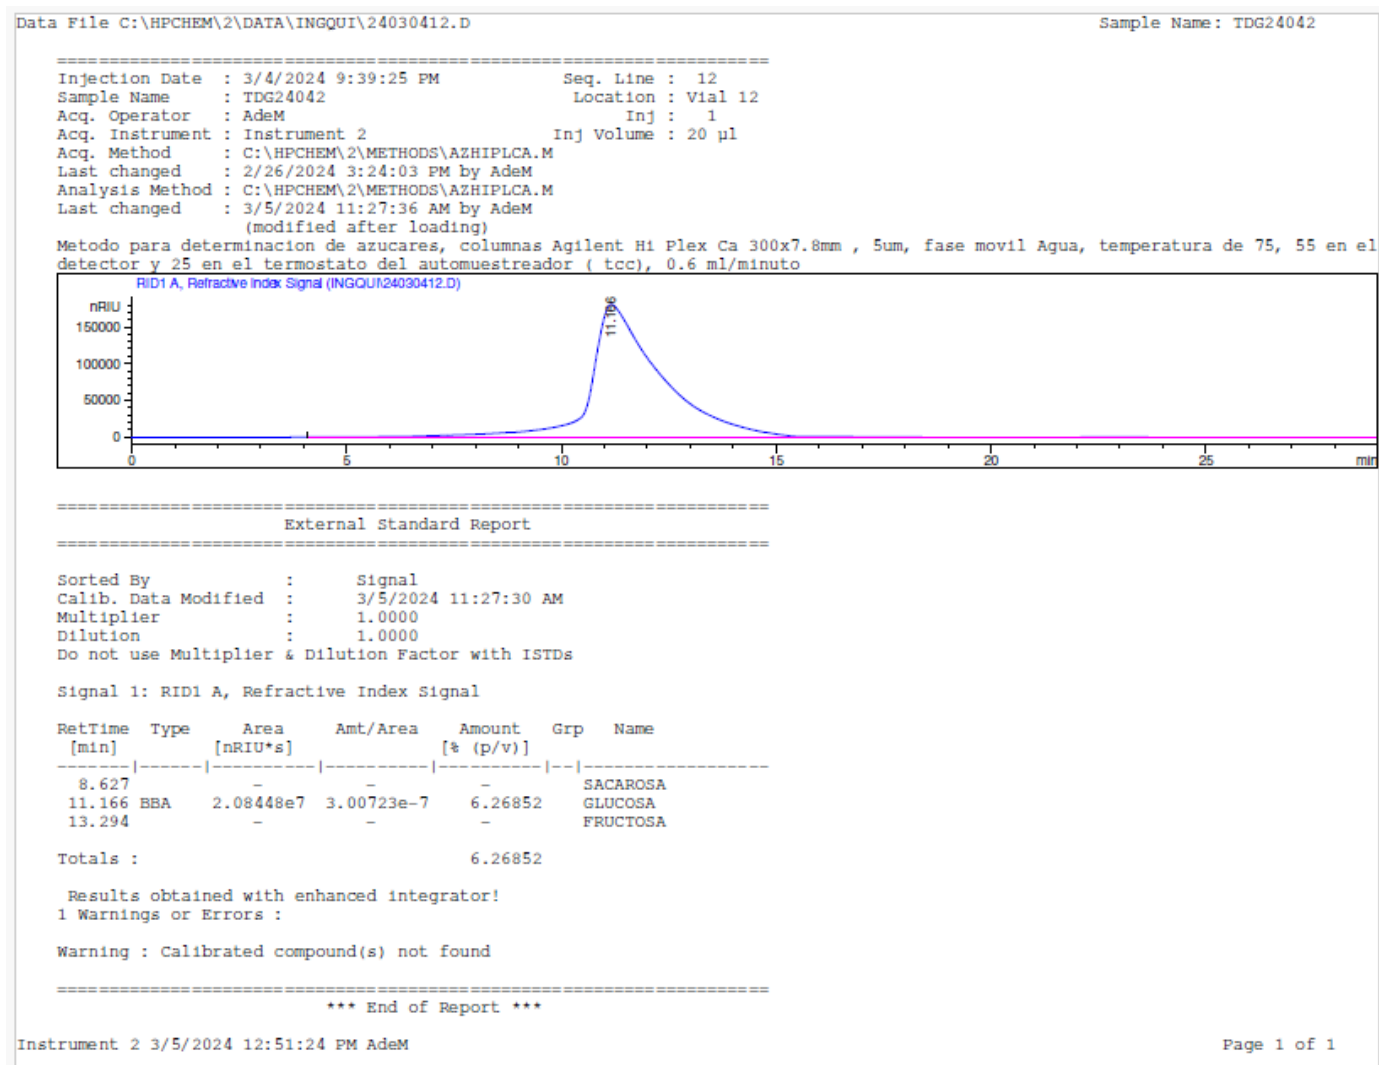 Data File C:\HPCHEM\2\DATA\INGQUI\24030412.D Sample Name: TDG24042
=====================================================================
Injection Date : 3/4/2024 9:39:25 PM Seq. Line : 12
Sample Name : TDG24042 Location : Vial 12
Acq. Operator : AdeM Inj : 1
Acq. Instrument : Instrument 2 Inj Volume : 20 µl
Acq. Method : C:\HPCHEM\2\METHODS\AZHIPLCA.M
Last changed : 2/26/2024 3:24:03 PM by AdeM
Analysis Method : C:\HPCHEM\2\METHODS\AZHIPLCA.M
Last changed : 3/5/2024 11:27:36 AM by AdeM
(modified after loading)
Metodo para determinacion de azucares, columnas Agilent Hi Plex Ca 300x7.8mm , 5um, fase movil Agua, temperatura de 75, 55 en el
detector y 25 en el termostato del automuestreador ( tcc), 0.6 ml/minuto
RID1 A, Refractive Index Signal (INGQUI\24030412.D)
nRIU
150000
100000
50000
0
11.166
0 5 10 15 20 25 min
=====================================================================
External Standard Report
=====================================================================
Sorted By : Signal
Calib. Data Modified : 3/5/2024 11:27:30 AM
Multiplier : 1.0000
Dilution : 1.0000
Do not use Multiplier & Dilution Factor with ISTDs
Signal 1: RID1 A, Refractive Index Signal
RetTime Type Area Amt/Area Amount Grp Name
[min] [nRIU*s] [% (p/v)]
-------|------|----------|----------|----------|--|------------------
8.627 - - - SACAROSA
11.166 BBA 2.08448e7 3.00723e-7 6.26852 GLUCOSA
13.294 - - - FRUCTOSA
Totals : 6.26852
Results obtained with enhanced integrator!
1 Warnings or Errors :
Warning : Calibrated compound(s) not found
=====================================================================
*** End of Report ***
Instrument 2 3/5/2024 12:51:24 PM AdeM Page 1 of 1